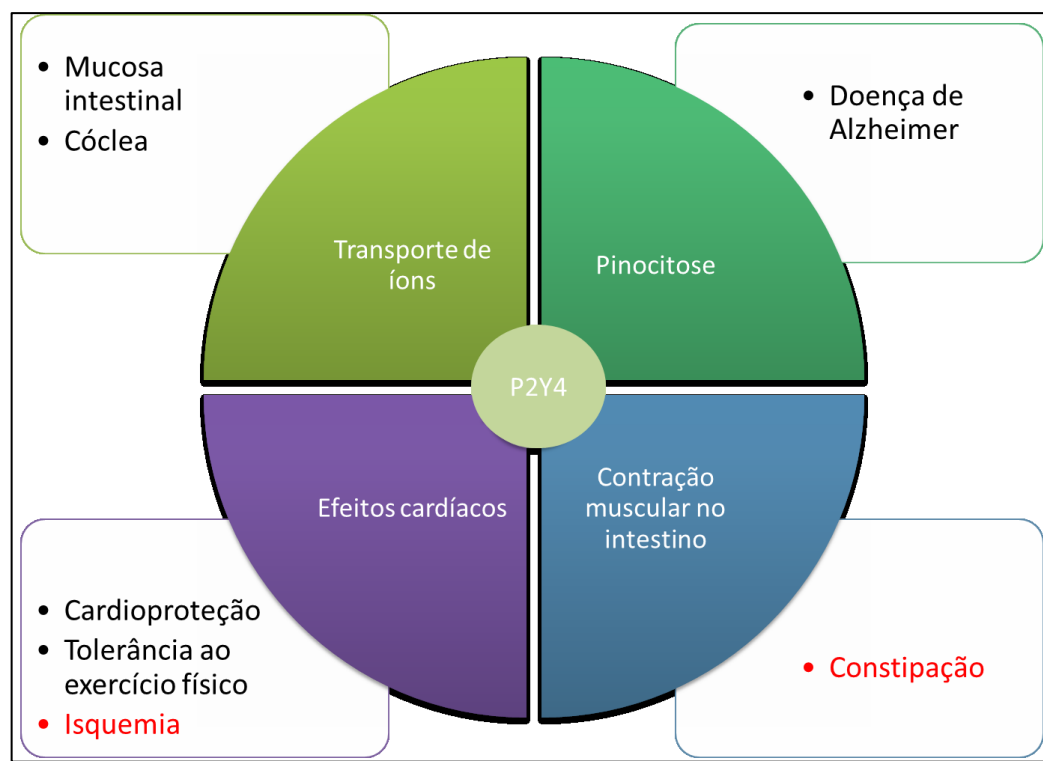 • Mucosa
intestinal
• Cóclea
• Doença de
Alzheimer
Transporte de
íons
Pinocitose
P2Y4
Efeitos cardíacos
Contração
muscular no
intestino
• Cardioproteção
• Tolerância ao
exercício físico
• Isquemia
• Constipação